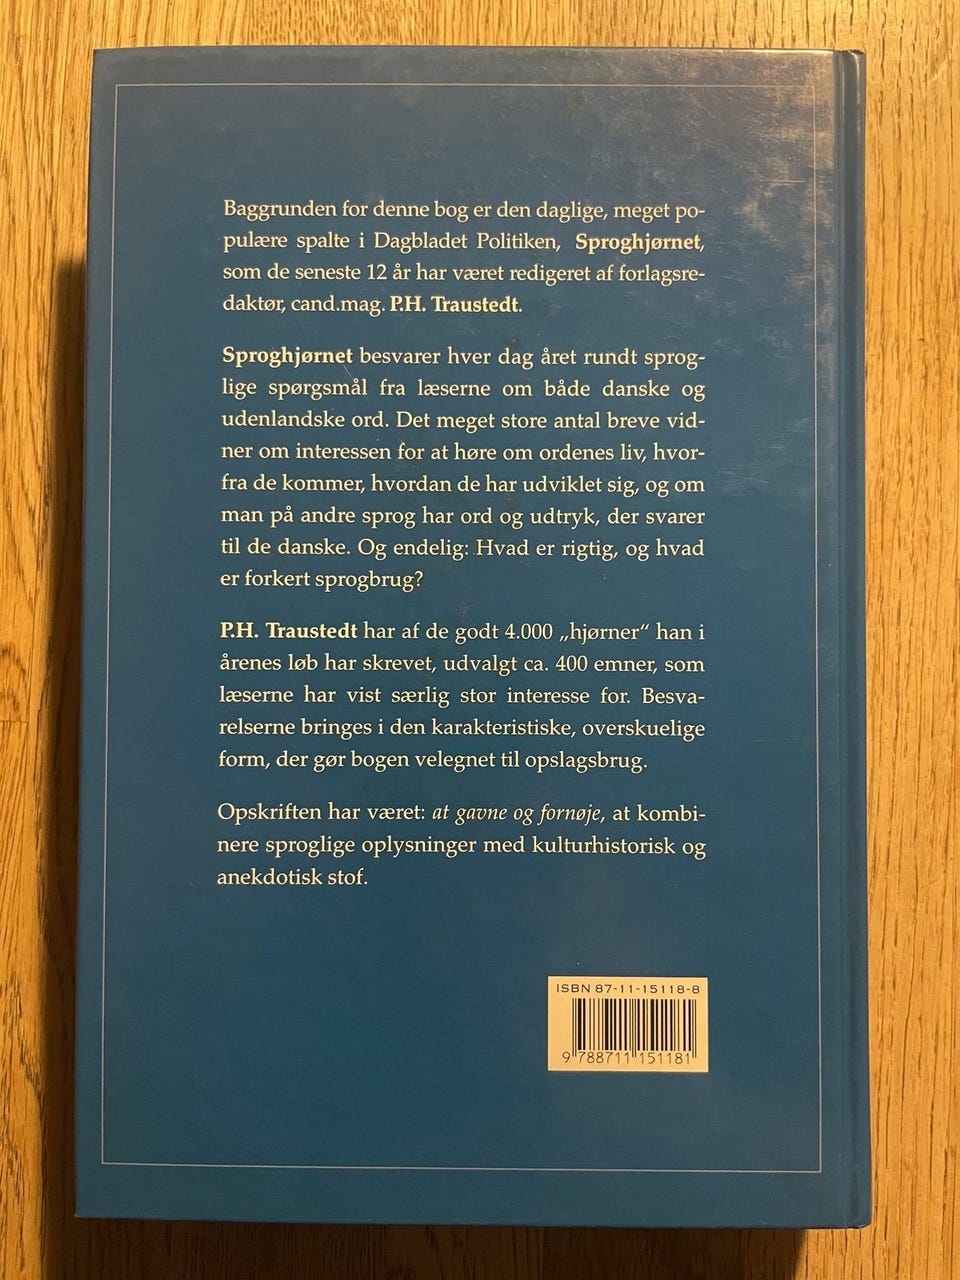 Baggrunden for denne bog er den daglige, meget po-
pulære spalte i Dagbladet Politiken, Sproghjørnet,
som de seneste 12 år har været redigeret af forlagsre-
daktør, cand.mag. P.H. Traustedt.
Sproghjørnet besvarer hver dag året rundt sprog-
lige spørgsmål fra læserne om både danske og
udenlandske ord. Det meget store antal breve vid-
ner om interessen for at høre om ordenes liv, hvor-
fra de kommer, hvordan de har udviklet sig, og om
man på andre sprog har ord og udtryk, der svarer
til de danske. Og endelig: Hvad er rigtig, og hvad
er forkert sprogbrug?
P.H. Traustedt har af de godt 4.000 „hjørner“ han i
årenes løb har skrevet, udvalgt ca. 400 emner, som
læserne har vist særlig stor interesse for. Besva-
relserne bringes i den karakteristiske, overskuelige
form, der gør bogen velegnet til opslagsbrug.
Opskriften har været: at gavne og fornøje, at kombi-
nere sproglige oplysninger med kulturhistorisk og
anekdotisk stof.
ISBN 87-11-15118-8
9 788711 151181